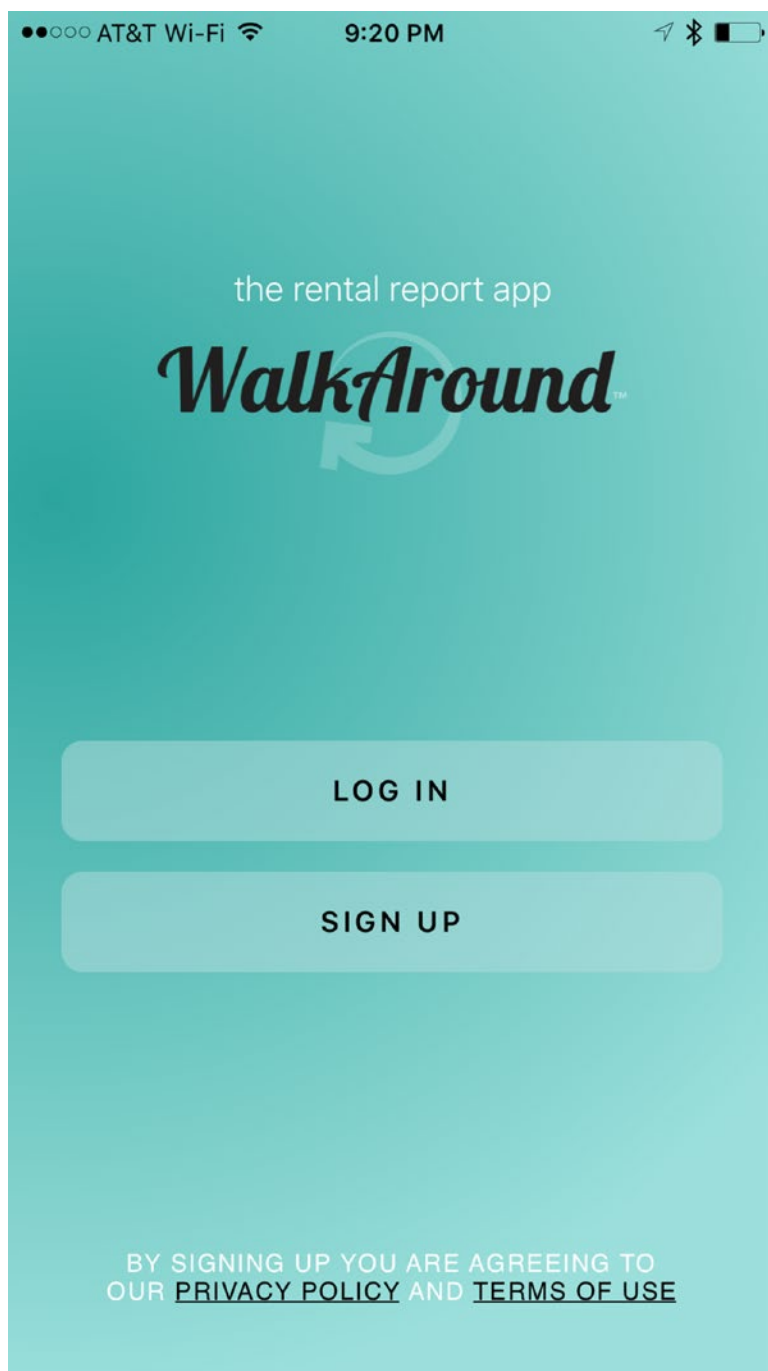 AT&T Wi-Fi 9:20 PM
the rental report app
WalkAround™
LOG IN
SIGN UP
BY SIGNING UP YOU ARE AGREEING TO
OUR PRIVACY POLICY AND TERMS OF USE